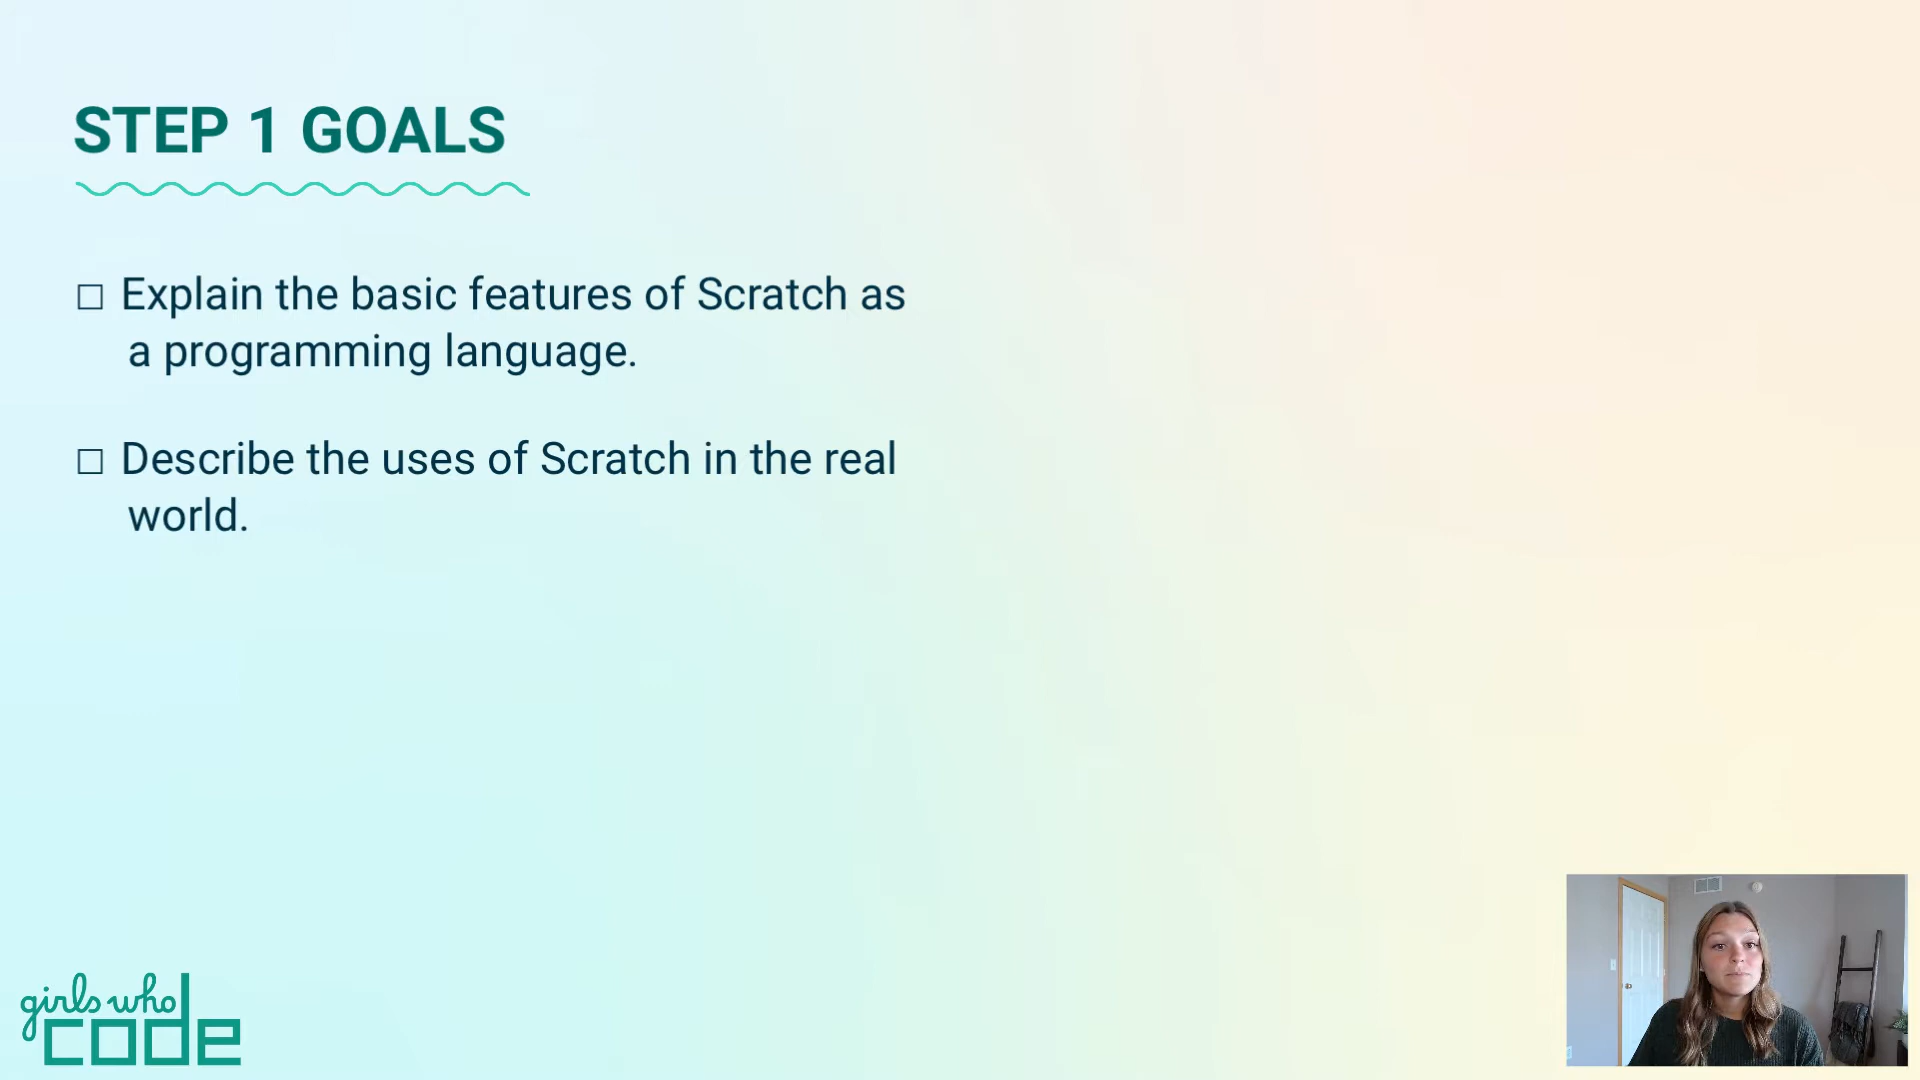 STEP 1 GOALS
□ Explain the basic features of Scratch as
a programming language.
□ Describe the uses of Scratch in the real
world.
girls who
code